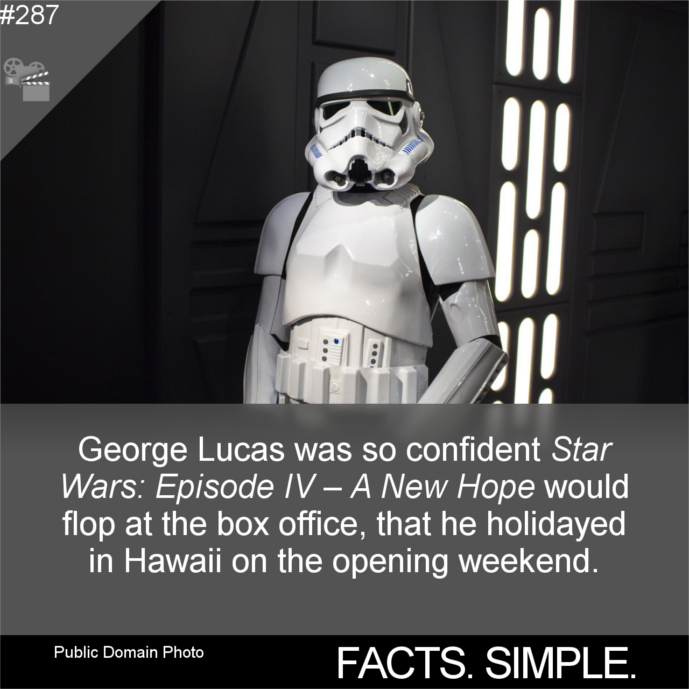 #287
George Lucas was so confident Star
Wars: Episode IV – A New Hope would
flop at the box office, that he holidayed
in Hawaii on the opening weekend.
Public Domain Photo
FACTS. SIMPLE.